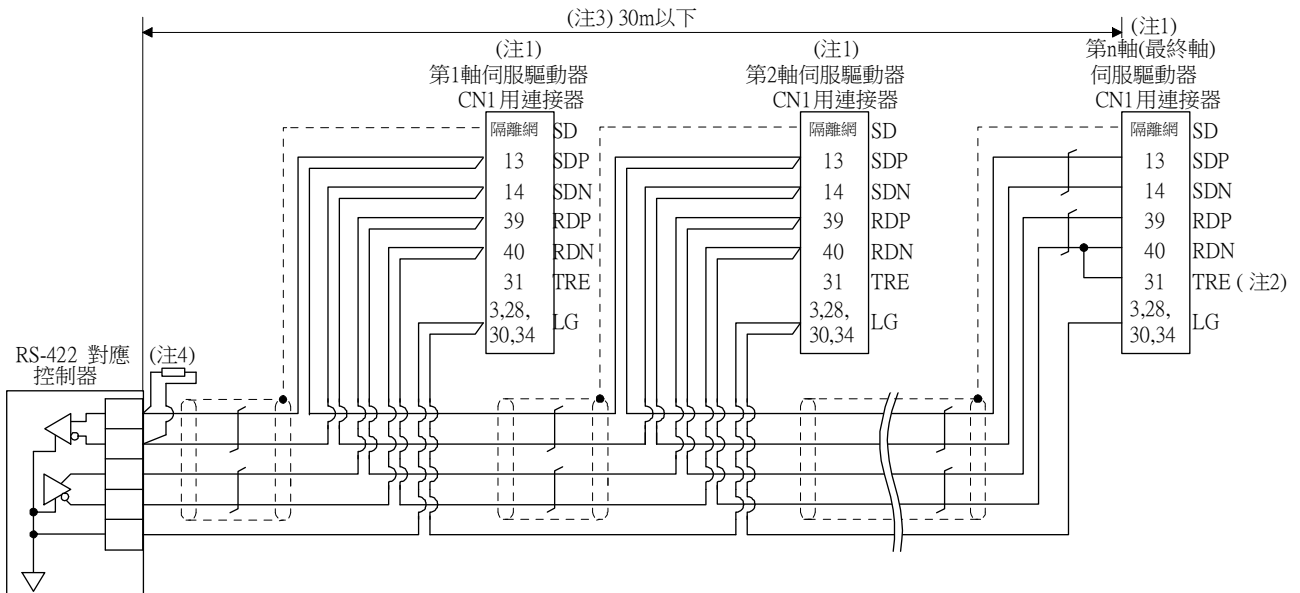 (注3) 30m以下
(注1)
第1軸伺服驅動器
CN1用連接器
隔離網 SD
13 SDP
14 SDN
39 RDP
40 RDN
31 TRE
3,28,
30,34 LG
(注1)
第2軸伺服驅動器
CN1用連接器
隔離網 SD
13 SDP
14 SDN
39 RDP
40 RDN
31 TRE
3,28,
30,34 LG
(注1)
第n軸(最終軸)
伺服驅動器
CN1用連接器
隔離網 SD
13 SDP
14 SDN
39 RDP
40 RDN
31 TRE ( 注2)
3,28,
30,34 LG
RS-422 對應
控制器
(注4)